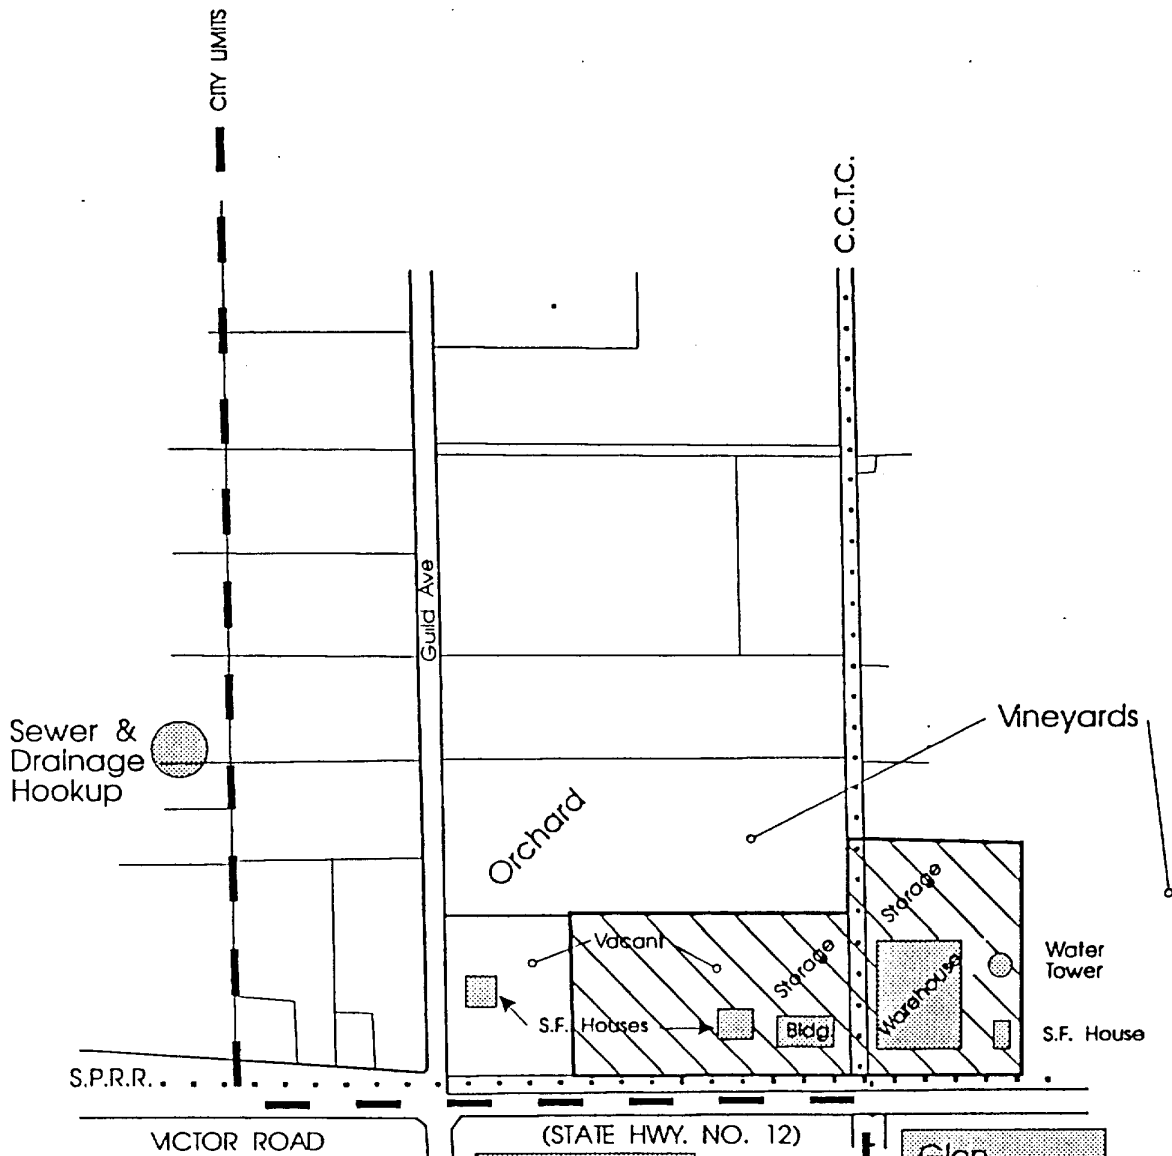 CITY LIMITS
C.C.T.C.
Guild Ave
Sewer &
Drainage
Hookup
Vineyards
Orchard
Storage
Vacant
Storage
Warehouse
Water
Tower
S.F. Houses
Bldg.
S.F. House
S.P.R.R.
VICTOR ROAD
(STATE HWY. NO. 12)